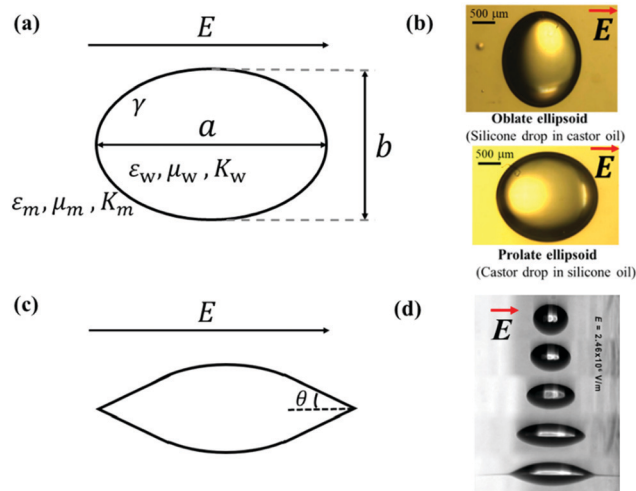 (a)
E
γ
a
b
ε_w, μ_w , K_w
ε_m, μ_m , K_m
(b)
500 μm
E
Oblate ellipsoid
(Silicone drop in castor oil)
500 μm
E
Prolate ellipsoid
(Castor drop in silicone oil)
(c)
E
θ
(d)
E
E = 2.46x10⁶ V/m